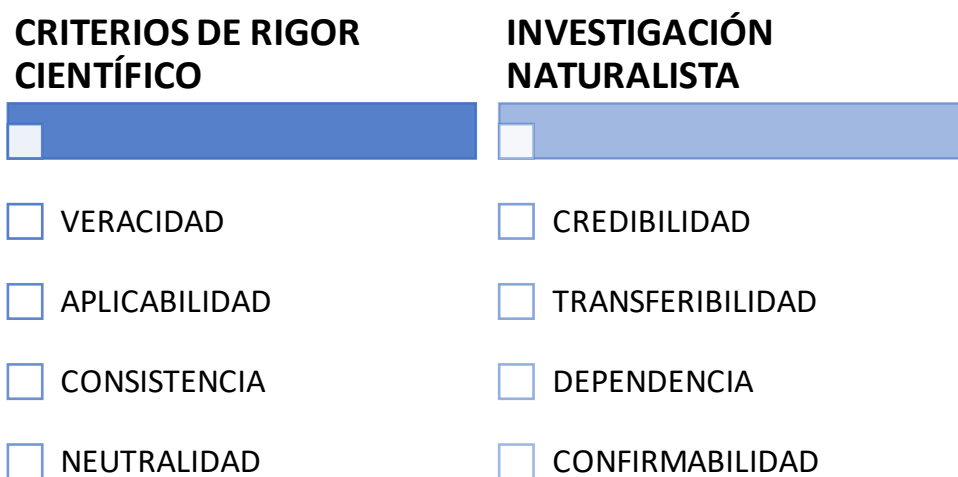 CRITERIOS DE RIGOR
CIENTÍFICO
VERACIDAD
APLICABILIDAD
CONSISTENCIA
NEUTRALIDAD
INVESTIGACIÓN
NATURALISTA
CREDIBILIDAD
TRANSFERIBILIDAD
DEPENDENCIA
CONFIRMABILIDAD